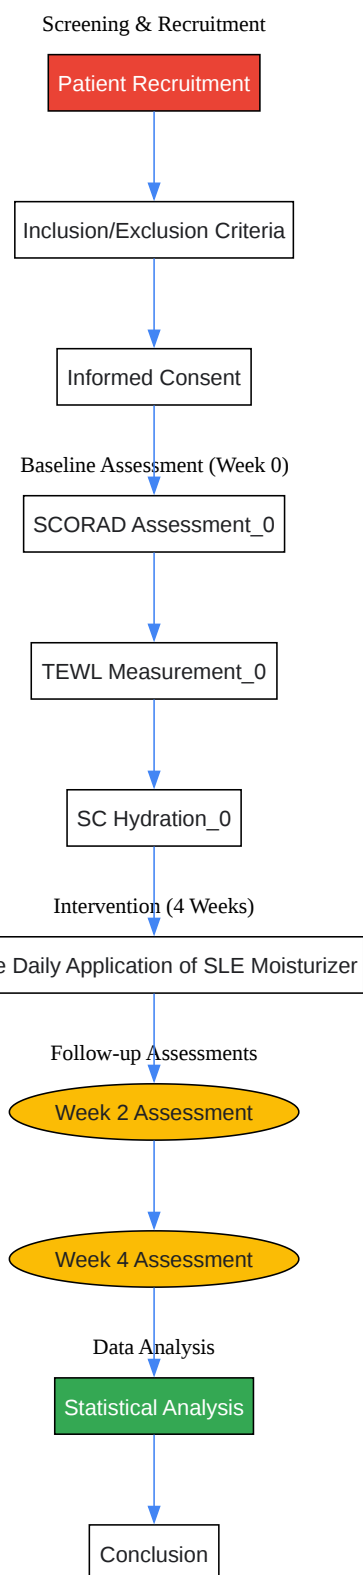 Screening & Recruitment
Patient Recruitment
Inclusion/Exclusion Criteria
Informed Consent
Baseline Assessment (Week 0)
SCORAD Assessment_0
TEWL Measurement_0
SC Hydration_0
Intervention (4 Weeks)
Daily Application of SLE Moisturizer
Follow-up Assessments
Week 2 Assessment
Week 4 Assessment
Data Analysis
Statistical Analysis
Conclusion